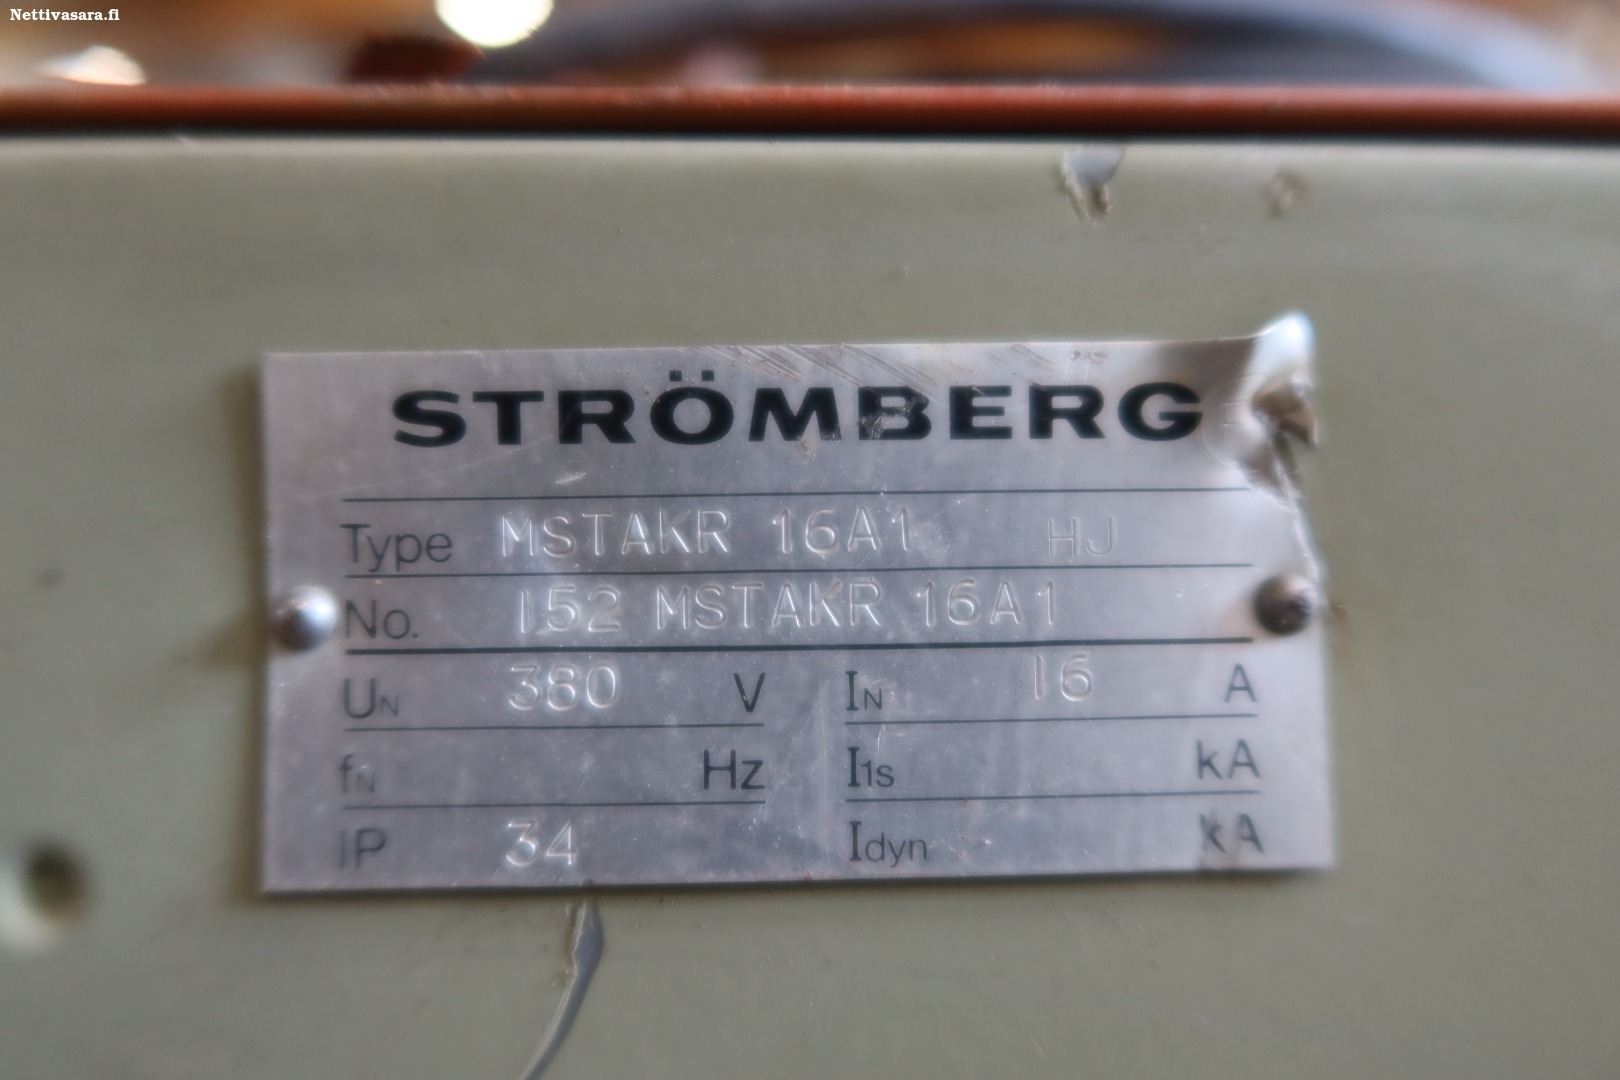 Nettivasara.fi
STRÖMBERG
Type MSTAKR 16A1 HJ
No. 152 MSTAKR 16A1
UN 380 V IN 16 A
fN Hz I1s kA
IP 34 Idyn kA